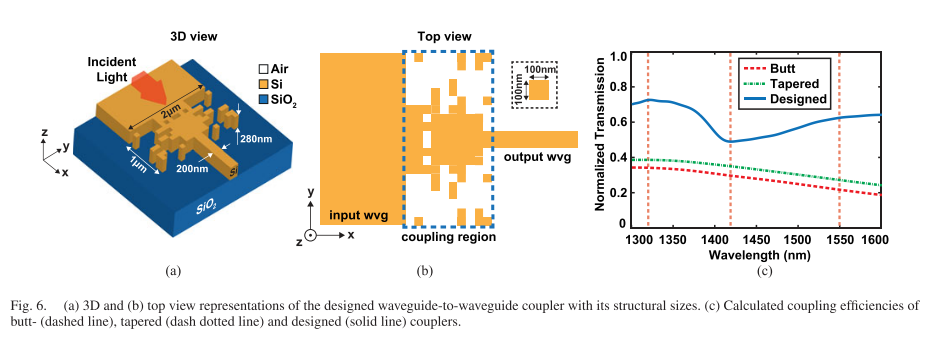 3D view
Incident
Light
Air
Si
SiO2
2μm
280nm
1μm
200nm
Si
SiO2
z
y
x
(a)
Top view
100nm
100nm
output wvg
input wvg
coupling region
y
z
x
(b)
Normalized Transmission
1.0
0.8
0.6
0.4
0.2
0
Butt
Tapered
Designed
1300 1350 1400 1450 1500 1550 1600
Wavelength (nm)
(c)
Fig. 6. (a) 3D and (b) top view representations of the designed waveguide-to-waveguide coupler with its structural sizes. (c) Calculated coupling efficiencies of
butt- (dashed line), tapered (dash dotted line) and designed (solid line) couplers.